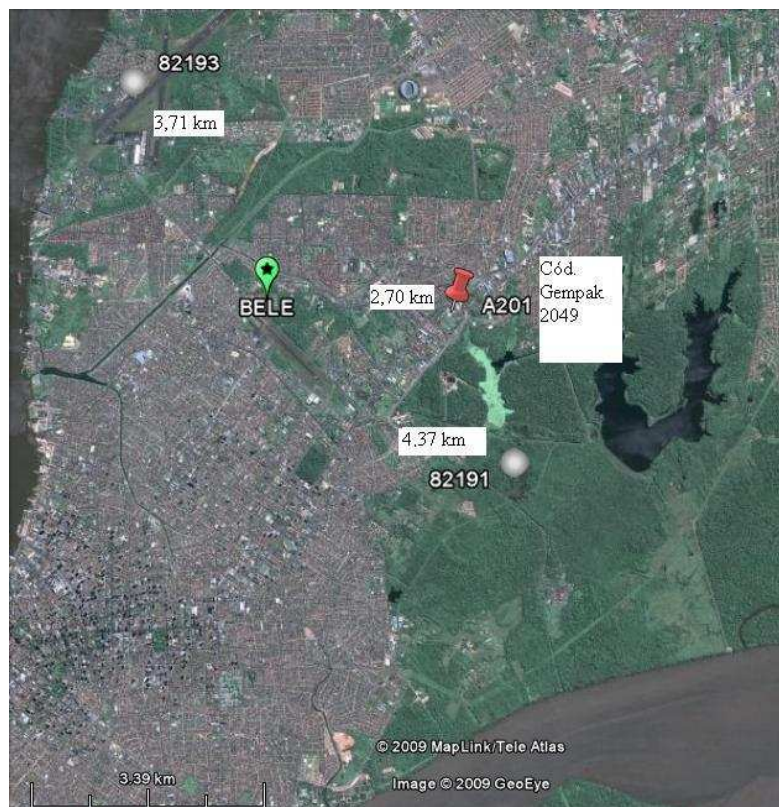 82193
3,71 km
BELE
2,70 km
A201
Cód.
Gempak
2049
4,37 km
82191
© 2009 MapLink/Tele Atlas
3.39 km
Image © 2009 GeoEye